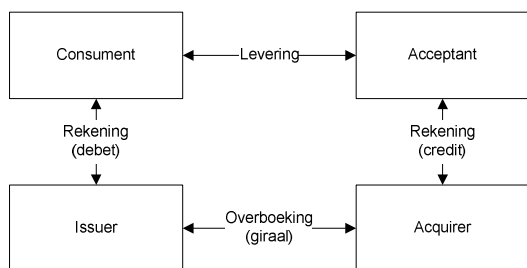 Consument
Levering
Acceptant
Rekening
(debet)
Rekening
(credit)
Issuer
Overboeking
(giraal)
Acquirer